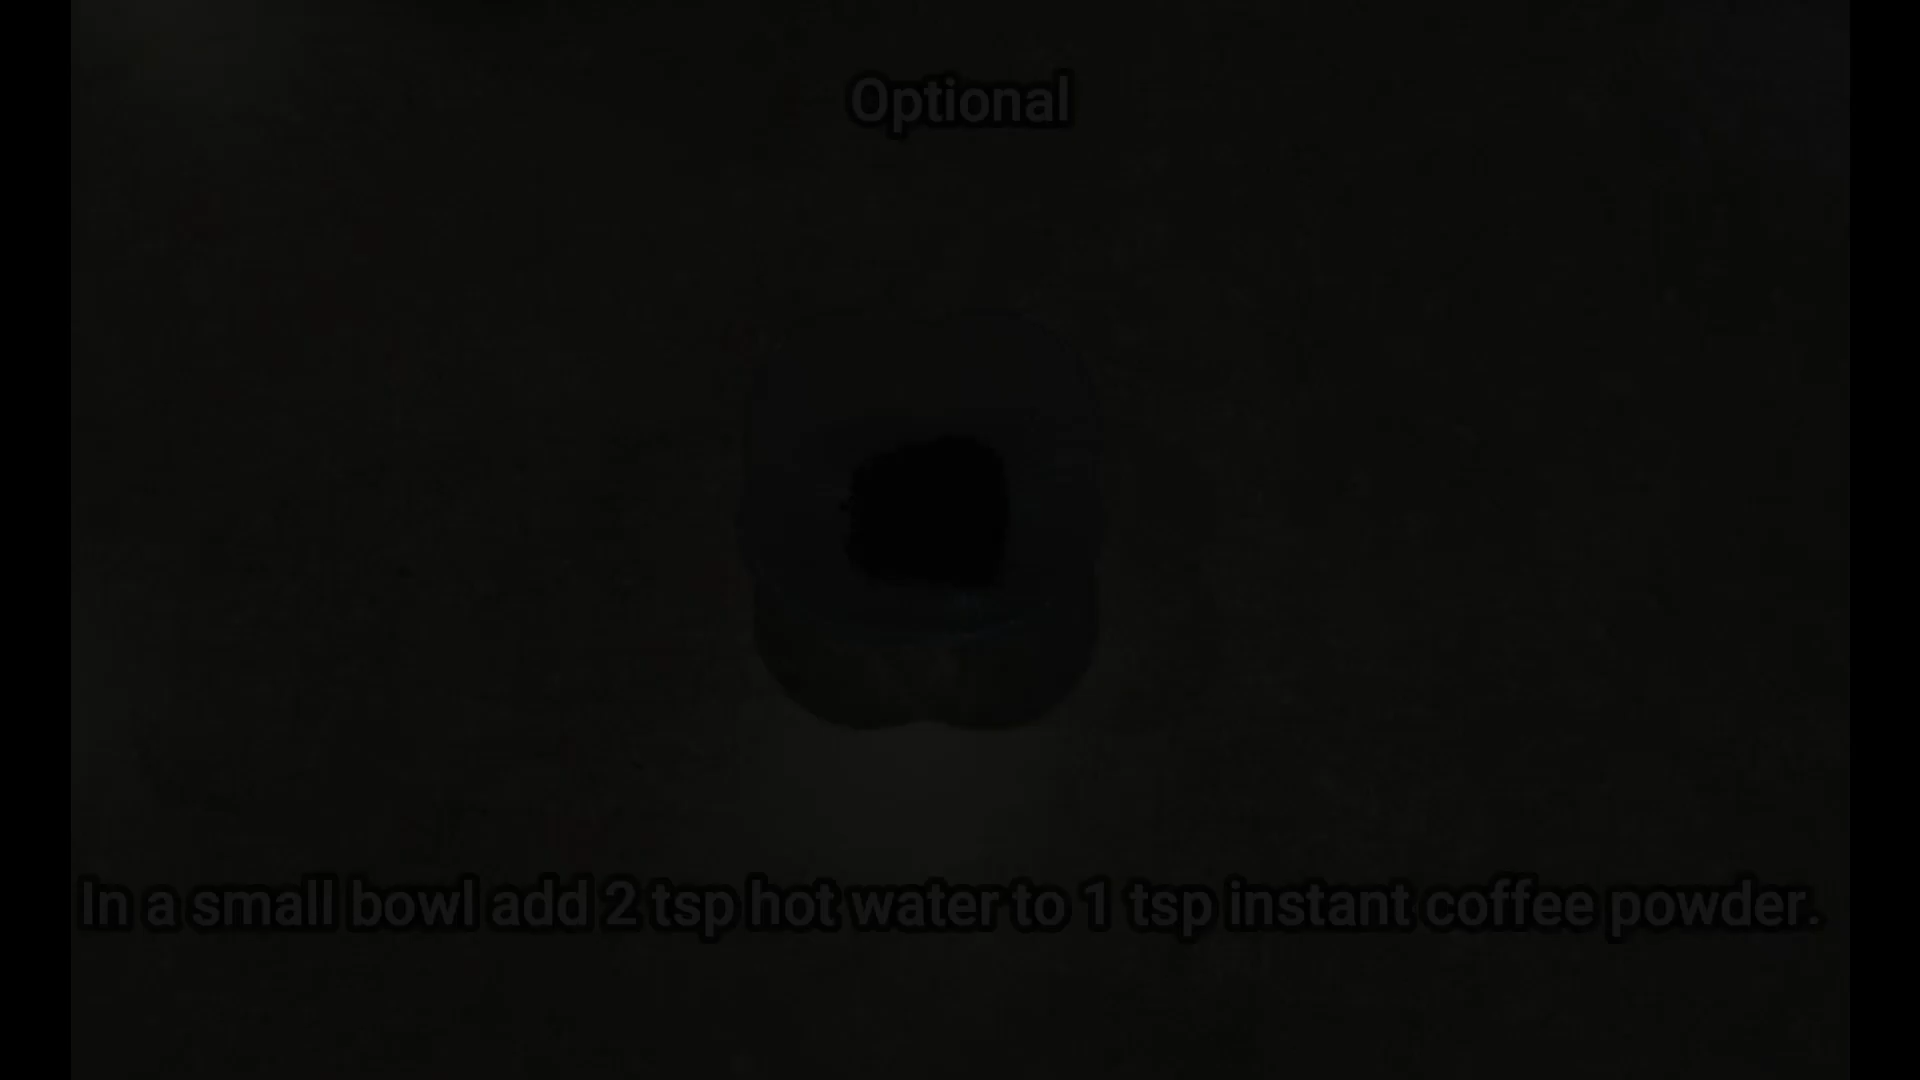 Optional
In a small bowl add 2 tsp hot water to 1 tsp instant coffee powder.